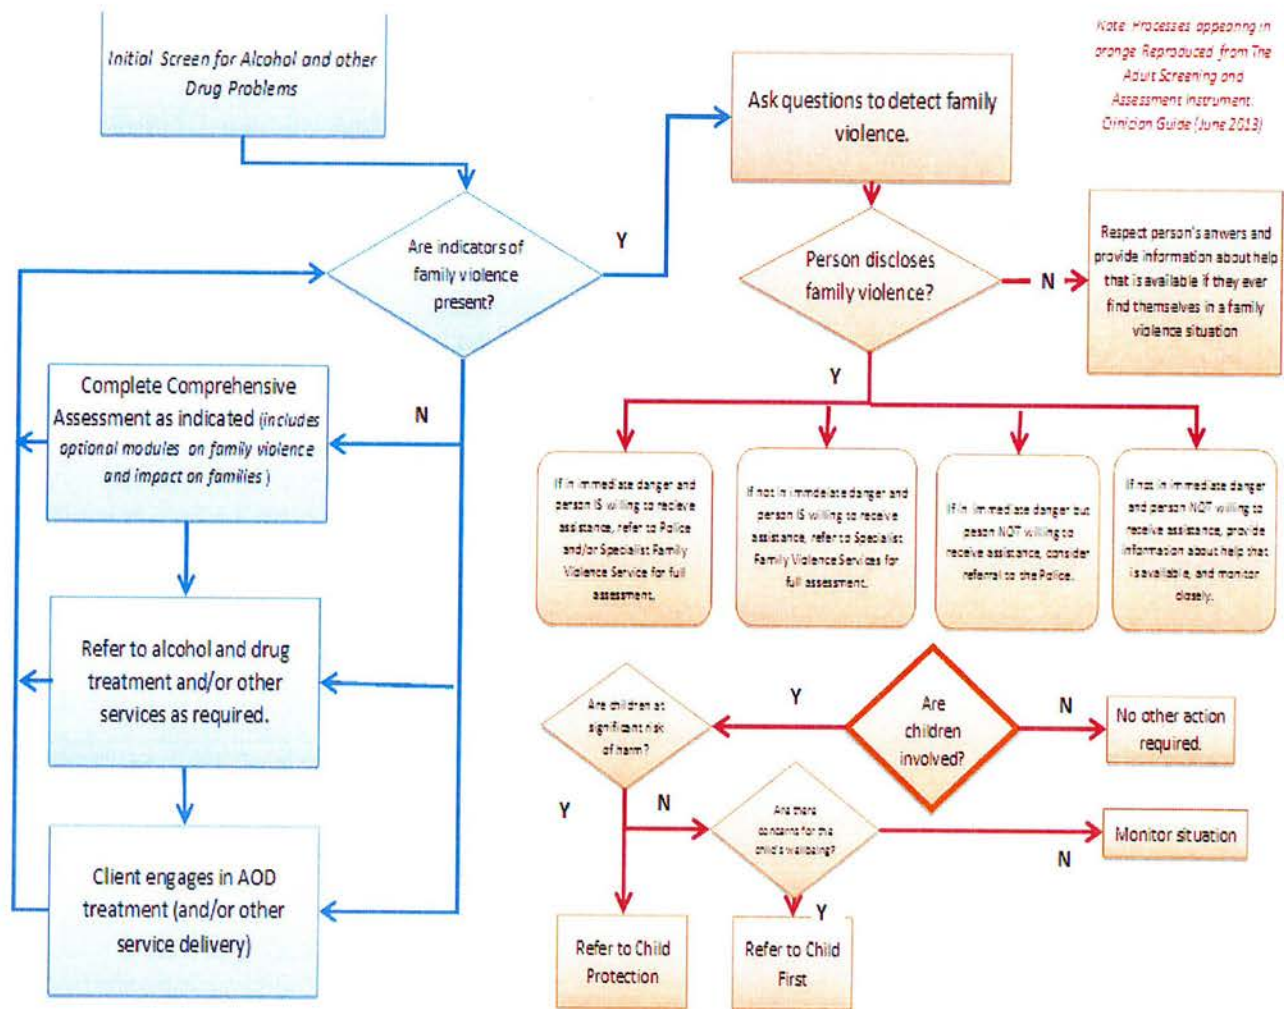 Initial Screen for Alcohol and other
Drug Problems
Note: Processes appearing in
orange Reproduced from The
Adult Screening and
Assessment Instrument:
Clinician Guide (June 2013)
Ask questions to detect family
violence.
Are indicators of
family violence
present?
Y
N
Person discloses
family violence?
N
Y
Respect person's anwers and
provide information about help
that is available if they ever
find themselves in a family
violence situation
Complete Comprehensive
Assessment as indicated (includes
optional modules on family violence
and impact on families )
Refer to alcohol and drug
treatment and/or other
services as required.
Client engages in AOD
treatment (and/or other
service delivery)
If in immediate danger and
person IS willing to recieve
assistance, refer to Police
and/or Specialist Family
Violence Service for full
assessment.
If not in immdeiate danger and
person IS willing to receive
assistance, refer to Specialist
Family Violence Services for
full assessment.
If in immediate danger but
peson NOT willing to
receive assistance, consider
referral to the Police.
If not in immediate danger
and person NOT willing to
receive assistance, provide
information about help that
is available, and monitor
closely.
Are
children
involved?
Y
N
No other action
required.
Are children at
significant risk
of harm?
Y
N
Are there
concerns for the
child's wellbeing?
N
Monitor situation
Y
Refer to Child
Protection
Refer to Child
First